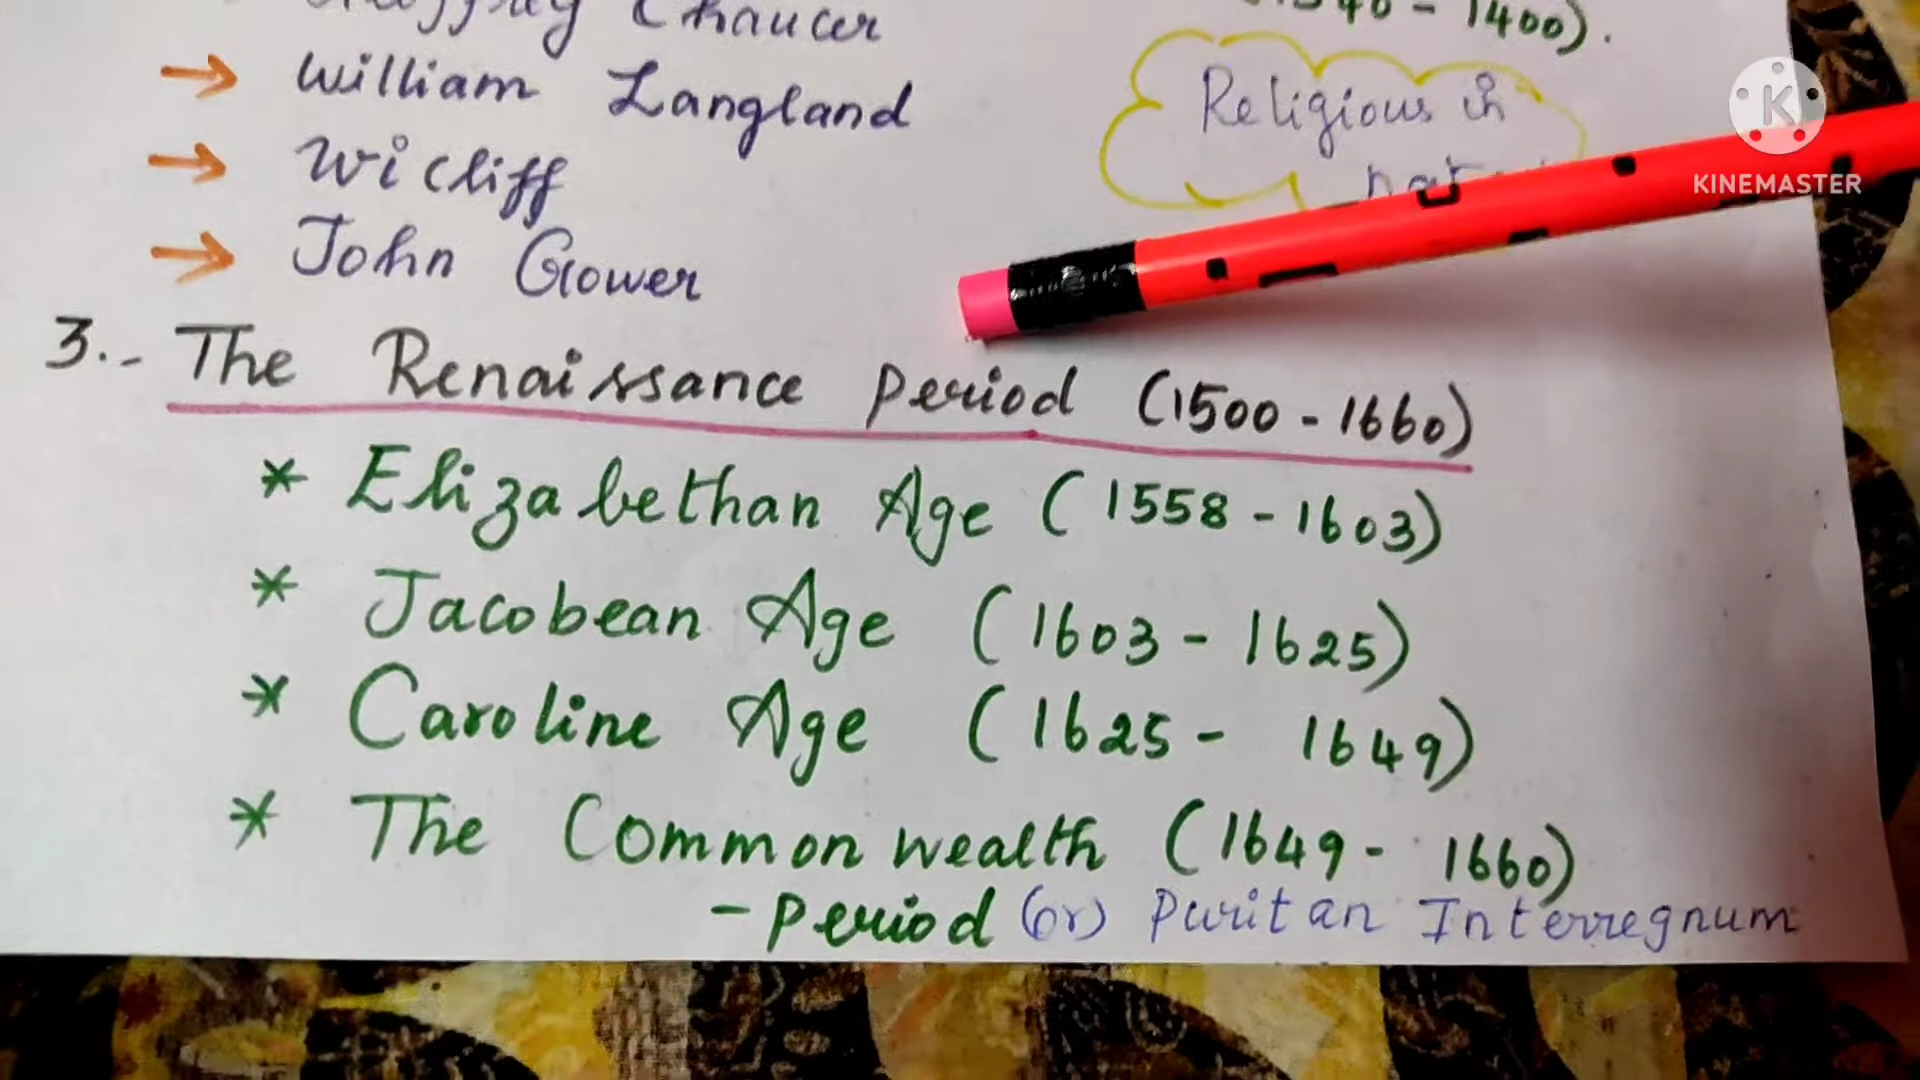 Chaucer
1400).
→ William Langland
Religious in
→ Wicliff
→ John Gower
KINEMASTER
3.- The Renaissance Period (1500-1660)
* Elizabethan Age (1558-1603)
* Jacobean Age (1603-1625)
* Caroline Age (1625- 1649)
* The Commonwealth (1649- 1660)
- Period (or) Puritan Interregnum